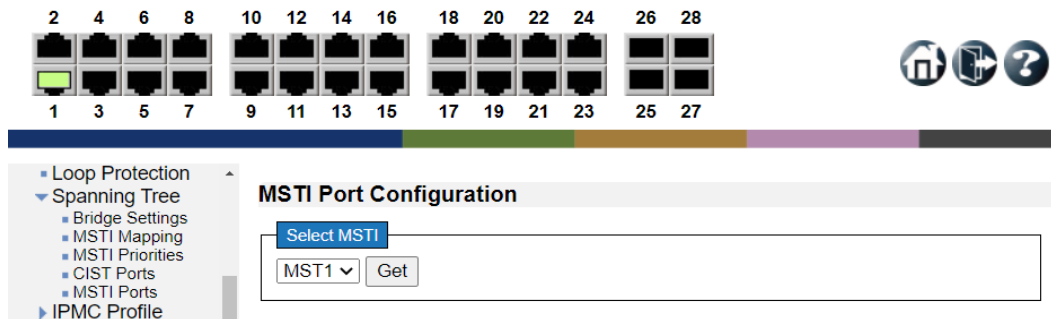 2 4 6 8 10 12 14 16 18 20 22 24 26 28
1 3 5 7 9 11 13 15 17 19 21 23 25 27
Loop Protection
Spanning Tree
Bridge Settings
MSTI Mapping
MSTI Priorities
CIST Ports
MSTI Ports
IPMC Profile
MSTI Port Configuration
Select MSTI
MST1 Get